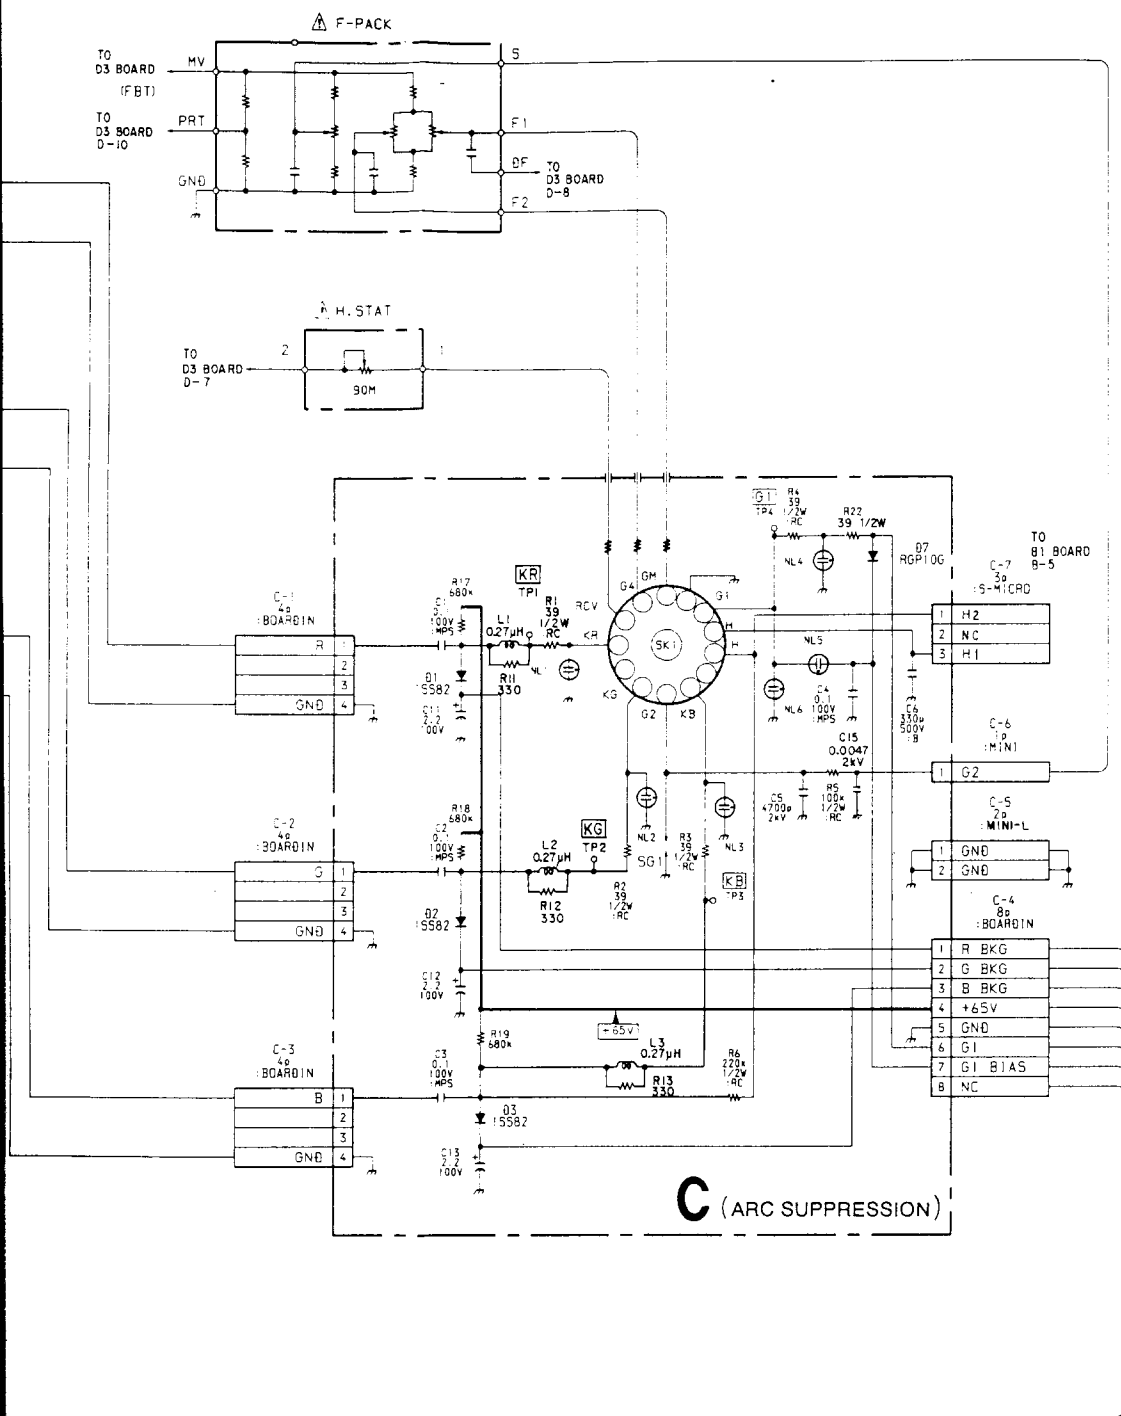 F-PACK
TO
D3 BOARD
(FBT)
MV
TO
D3 BOARD
D-10
PRT
GND
S
F1
DF
TO
D3 BOARD
D-8
F2
H.STAT
TO
D3 BOARD
D-7
2
1
90M
G1
TP4
R4
39
1/2W
:RC
R22
39 1/2W
NL4
D7
RGP10G
TO
B1 BOARD
B-5
C-7
3p
:S-MICRO
1 H2
2 NC
3 H1
C-1
4p
:BOARDIN
R 1
2
3
GND 4
R17
680k
C1
100V
:MPS
L1
0.27µH
KR
TP1
R1
39
1/2W
:RC
R11
330
D1
1SS82
C11
2.2
100V
RCV
G4
GM
G1
KR
H
H
SK1
KG
G2
KB
NL5
NL6
C4
0.1
100V
:MPS
C6
330p
500V
:B
C-6
1p
:MINI
1 G2
C15
0.0047
2kV
C5
4700p
2kV
R5
100k
1/2W
:RC
C-2
4p
:BOARDIN
G 1
2
3
GND 4
R18
680k
C2
0.1
100V
:MPS
L2
0.27µH
KG
TP2
R12
330
R2
39
1/2W
:RC
NL2
SG1
R3
39
1/2W
:RC
NL3
KB
TP3
D2
1SS82
C12
2.2
100V
C-5
2p
:MINI-L
1 GND
2 GND
C-4
8p
:BOARDIN
1 R BKG
2 G BKG
3 B BKG
4 +65V
5 GND
6 G1
7 G1 BIAS
8 NC
+65V
R19
680k
L3
0.27µH
R13
330
R6
220k
1/2W
:RC
C-3
4p
:BOARDIN
B 1
2
3
GND 4
C3
0.1
100V
:MPS
D3
1SS82
C13
2.2
100V
C (ARC SUPPRESSION)